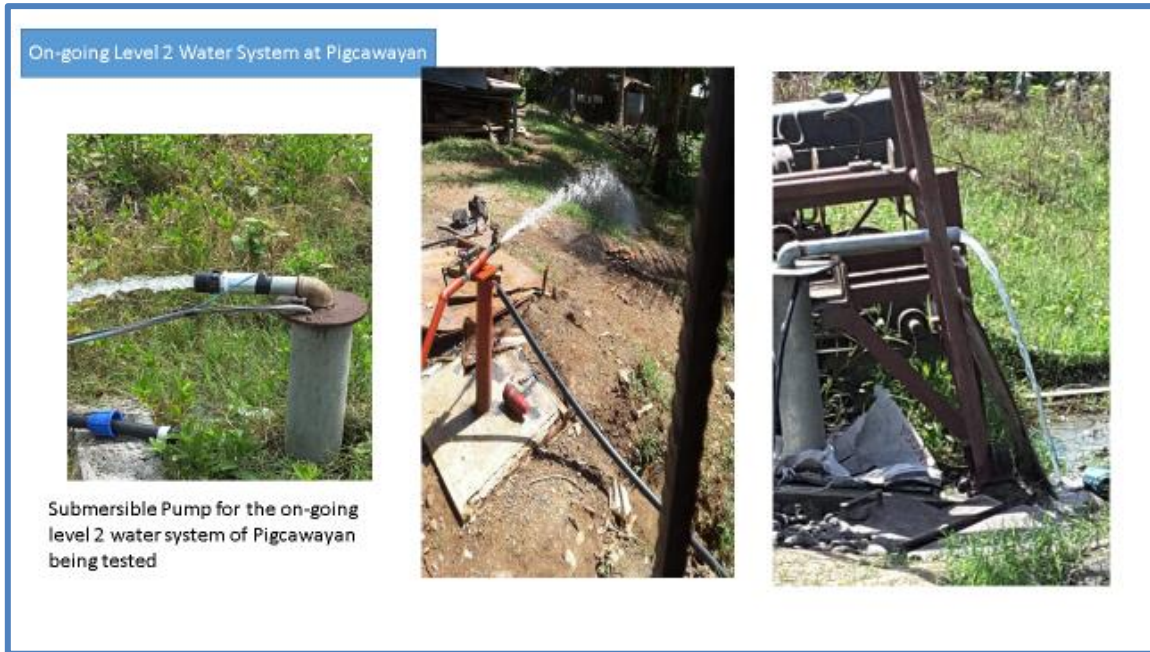 On-going Level 2 Water System at Pigcawayan
Submersible Pump for the on-going
level 2 water system of Pigcawayan
being tested